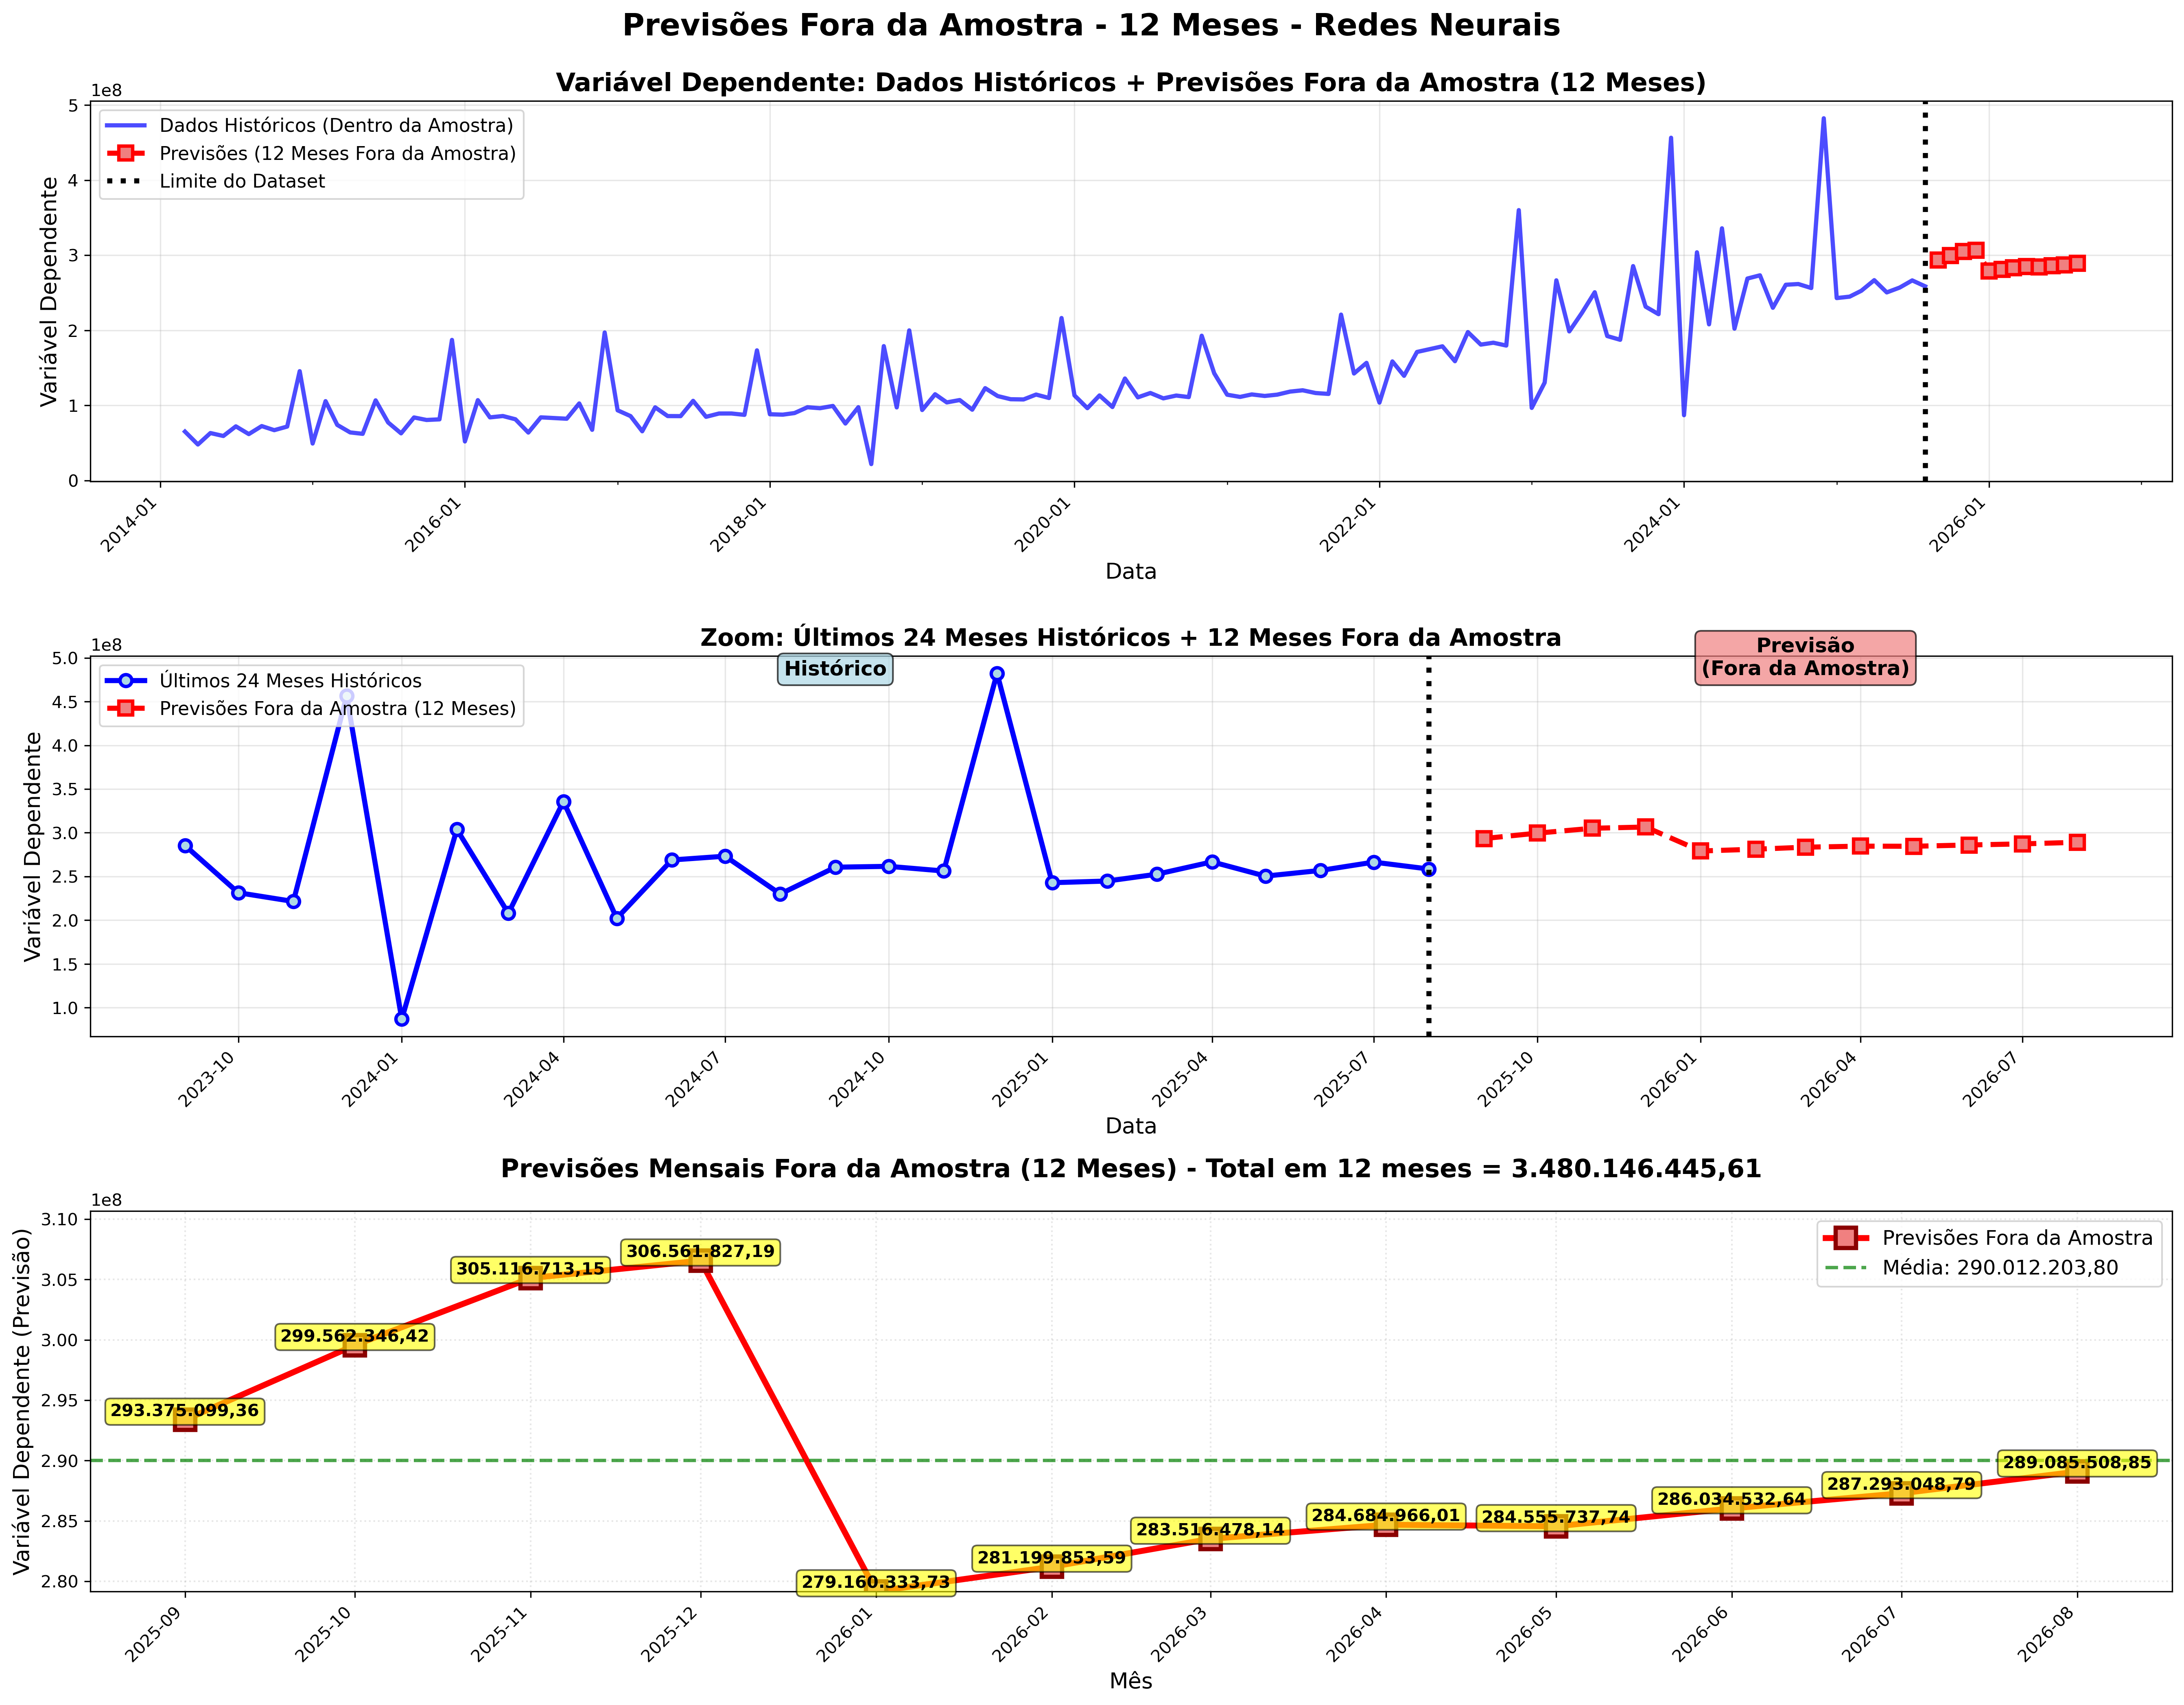 Previsões Fora da Amostra - 12 Meses - Redes Neurais
Variável Dependente: Dados Históricos + Previsões Fora da Amostra (12 Meses)
1e8
Dados Históricos (Dentro da Amostra)
Previsões (12 Meses Fora da Amostra)
Limite do Dataset
Variável Dependente
5
4
3
2
1
0
2014-01
2016-01
2018-01
2020-01
2022-01
2024-01
2026-01
Data
Zoom: Últimos 24 Meses Históricos + 12 Meses Fora da Amostra
1e8
Últimos 24 Meses Históricos
Previsões Fora da Amostra (12 Meses)
Histórico
Previsão
(Fora da Amostra)
Variável Dependente
5.0
4.5
4.0
3.5
3.0
2.5
2.0
1.5
1.0
2023-10
2024-01
2024-04
2024-07
2024-10
2025-01
2025-04
2025-07
2025-10
2026-01
2026-04
2026-07
Data
Previsões Mensais Fora da Amostra (12 Meses) - Total em 12 meses = 3.480.146.445,61
1e8
Previsões Fora da Amostra
Média: 290.012.203,80
Variável Dependente (Previsão)
3.10
3.05
3.00
2.95
2.90
2.85
2.80
293.375.099,36
299.562.346,42
305.116.713,15
306.561.827,19
279.160.333,73
281.199.853,59
283.516.478,14
284.684.966,01
284.555.737,74
286.034.532,64
287.293.048,79
289.085.508,85
2025-09
2025-10
2025-11
2025-12
2026-01
2026-02
2026-03
2026-04
2026-05
2026-06
2026-07
2026-08
Mês